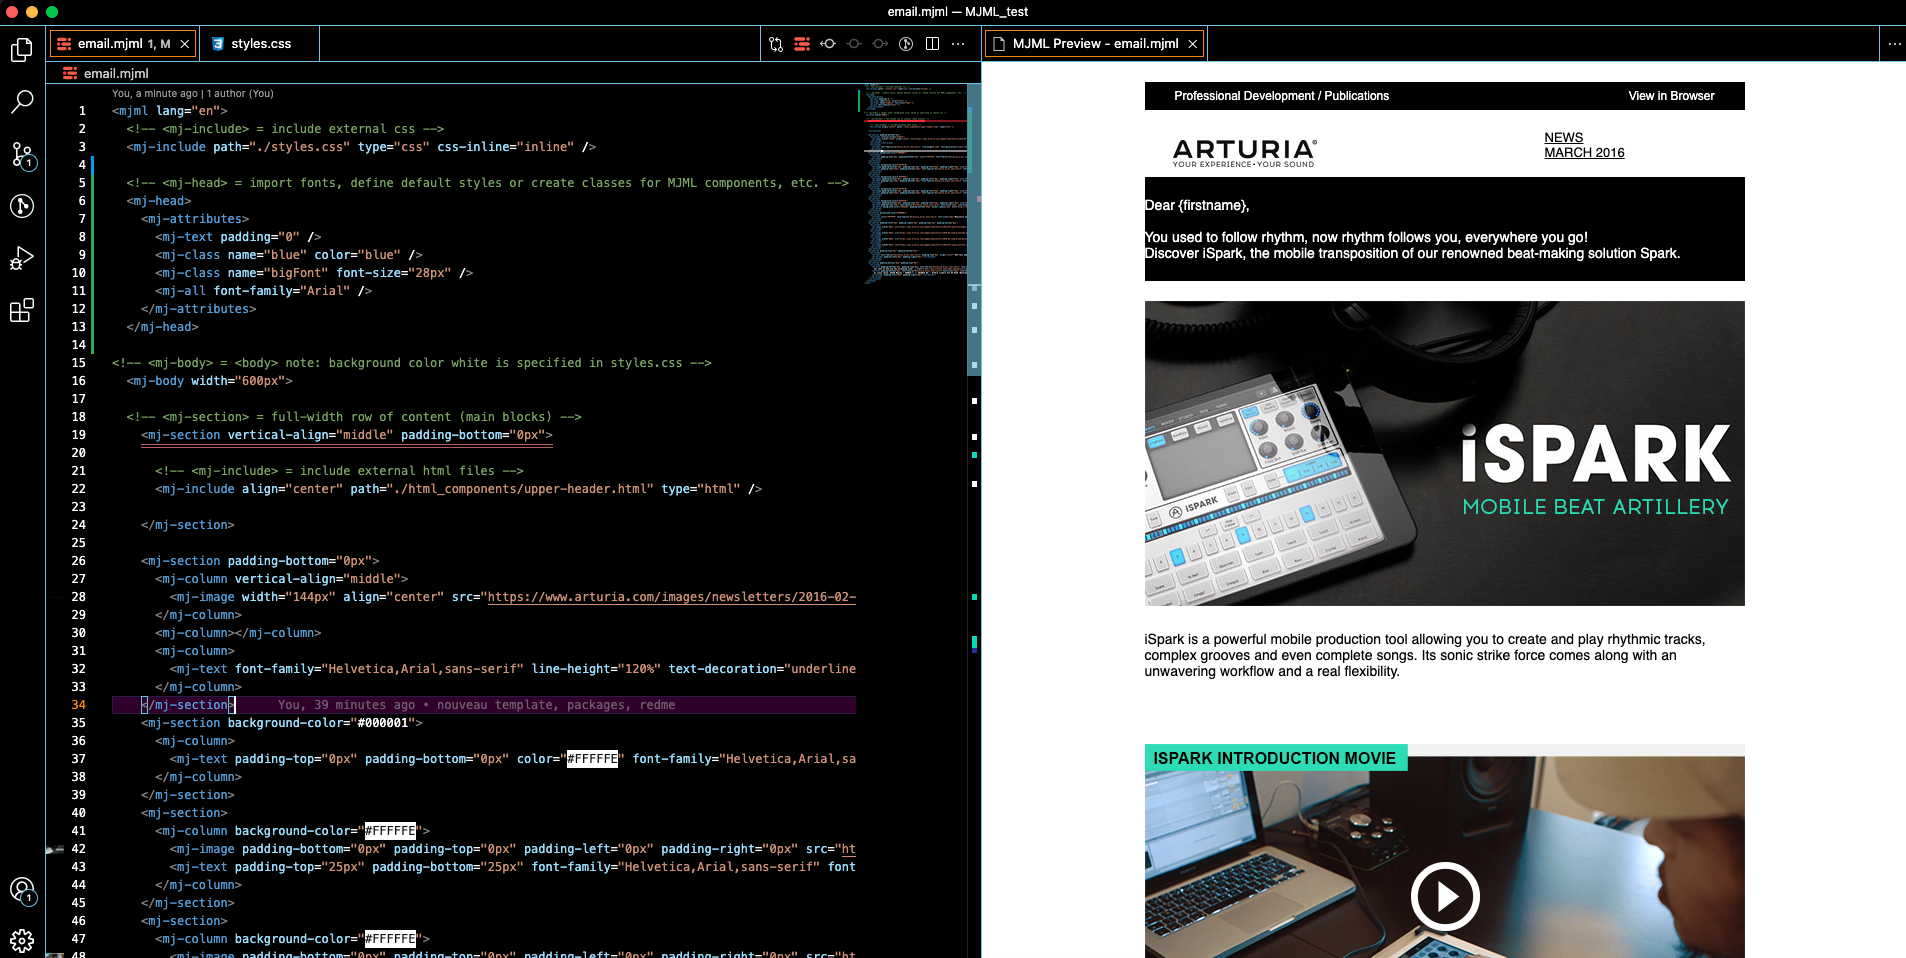 email.mjml — MJML_test
email.mjml 1, M
styles.css
MJML Preview - email.mjml
email.mjml
You, a minute ago | 1 author (You)
1 <mjml lang="en">
2 <!-- <mj-include> = include external css -->
3 <mj-include path="./styles.css" type="css" css-inline="inline" />
4
5 <!-- <mj-head> = import fonts, define default styles or create classes for MJML components, etc. -->
6 <mj-head>
7 <mj-attributes>
8 <mj-text padding="0" />
9 <mj-class name="blue" color="blue" />
10 <mj-class name="bigFont" font-size="28px" />
11 <mj-all font-family="Arial" />
12 </mj-attributes>
13 </mj-head>
14
15 <!-- <mj-body> = <body> note: background color white is specified in styles.css -->
16 <mj-body width="600px">
17
18 <!-- <mj-section> = full-width row of content (main blocks) -->
19 <mj-section vertical-align="middle" padding-bottom="0px">
20
21 <!-- <mj-include> = include external html files -->
22 <mj-include align="center" path="./html_components/upper-header.html" type="html" />
23
24 </mj-section>
25
26 <mj-section padding-bottom="0px">
27 <mj-column vertical-align="middle">
28 <mj-image width="144px" align="center" src="https://www.arturia.com/images/newsletters/2016-02-
29 </mj-column>
30 <mj-column></mj-column>
31 <mj-column>
32 <mj-text font-family="Helvetica,Arial,sans-serif" line-height="120%" text-decoration="underline
33 </mj-column>
34 </mj-section> You, 39 minutes ago • nouveau template, packages, redme
35 <mj-section background-color="#000001">
36 <mj-column>
37 <mj-text padding-top="0px" padding-bottom="0px" color="#FFFFFE" font-family="Helvetica,Arial,sa
38 </mj-column>
39 </mj-section>
40 <mj-section>
41 <mj-column background-color="#FFFFFE">
42 <mj-image padding-bottom="0px" padding-top="0px" padding-left="0px" padding-right="0px" src="ht
43 <mj-text padding-top="25px" padding-bottom="25px" font-family="Helvetica,Arial,sans-serif" font
44 </mj-column>
45 </mj-section>
46 <mj-section>
47 <mj-column background-color="#FFFFFE">
48 <mj-image padding-bottom="0px" padding-top="0px" padding-left="0px" padding-right="0px" src="ht
1
1
Professional Development / Publications
View in Browser
ARTURIA®
YOUR EXPERIENCE • YOUR SOUND
NEWS
MARCH 2016
Dear {firstname},
You used to follow rhythm, now rhythm follows you, everywhere you go!
Discover iSpark, the mobile transposition of our renowned beat-making solution Spark.
iSPARK
iSPARK
MOBILE BEAT ARTILLERY
iSpark is a powerful mobile production tool allowing you to create and play rhythmic tracks,
complex grooves and even complete songs. Its sonic strike force comes along with an
unwavering workflow and a real flexibility.
ISPARK INTRODUCTION MOVIE